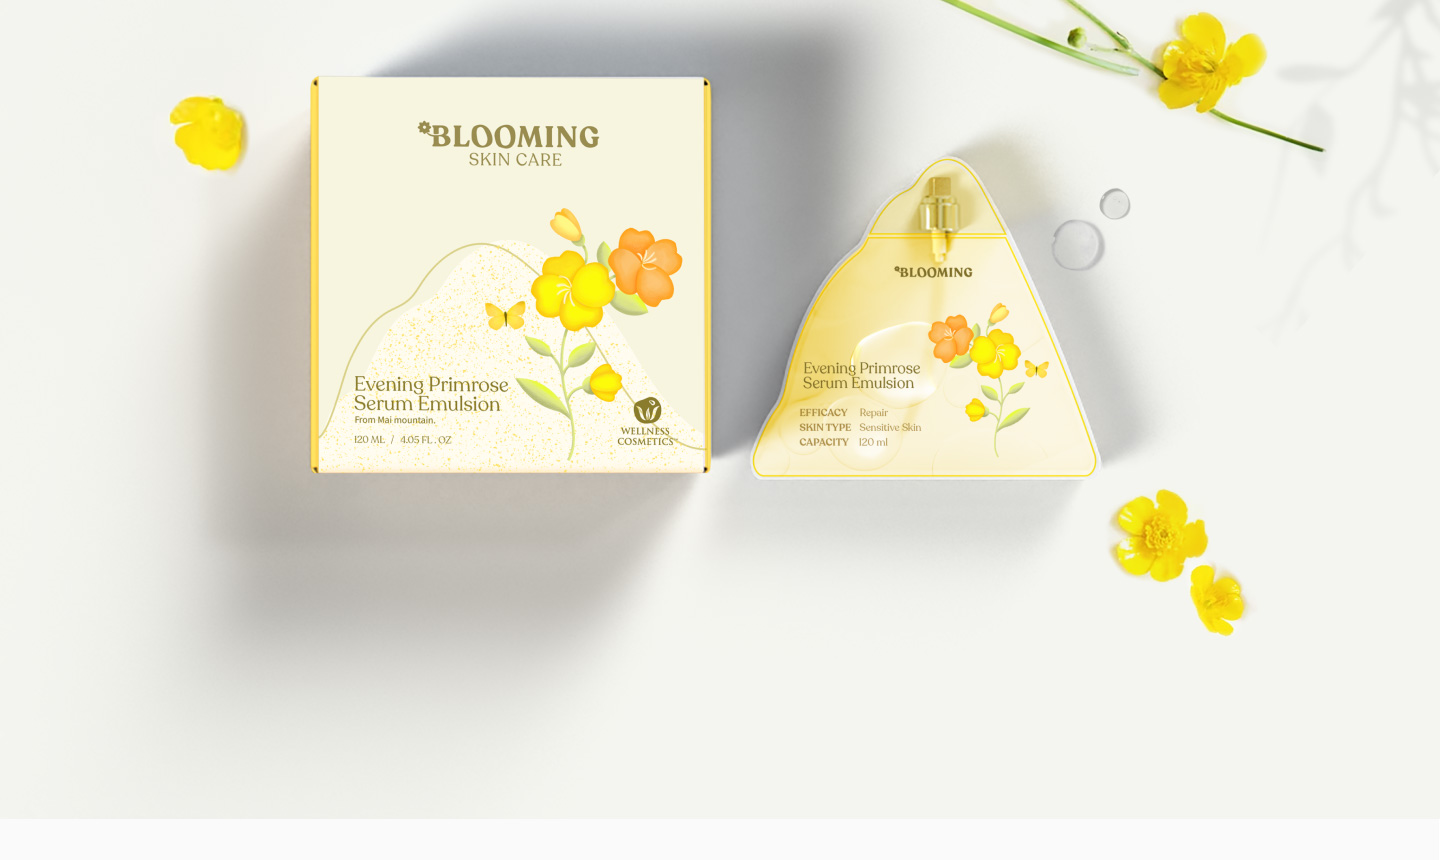 BLOOMING
SKIN CARE
Evening Primrose
Serum Emulsion
From Mai mountain.
120 ML / 4.05 FL. OZ
WELLNESS
COSMETICS
BLOOMING
Evening Primrose
Serum Emulsion
EFFICACY Repair
SKIN TYPE Sensitive Skin
CAPACITY 120 ml